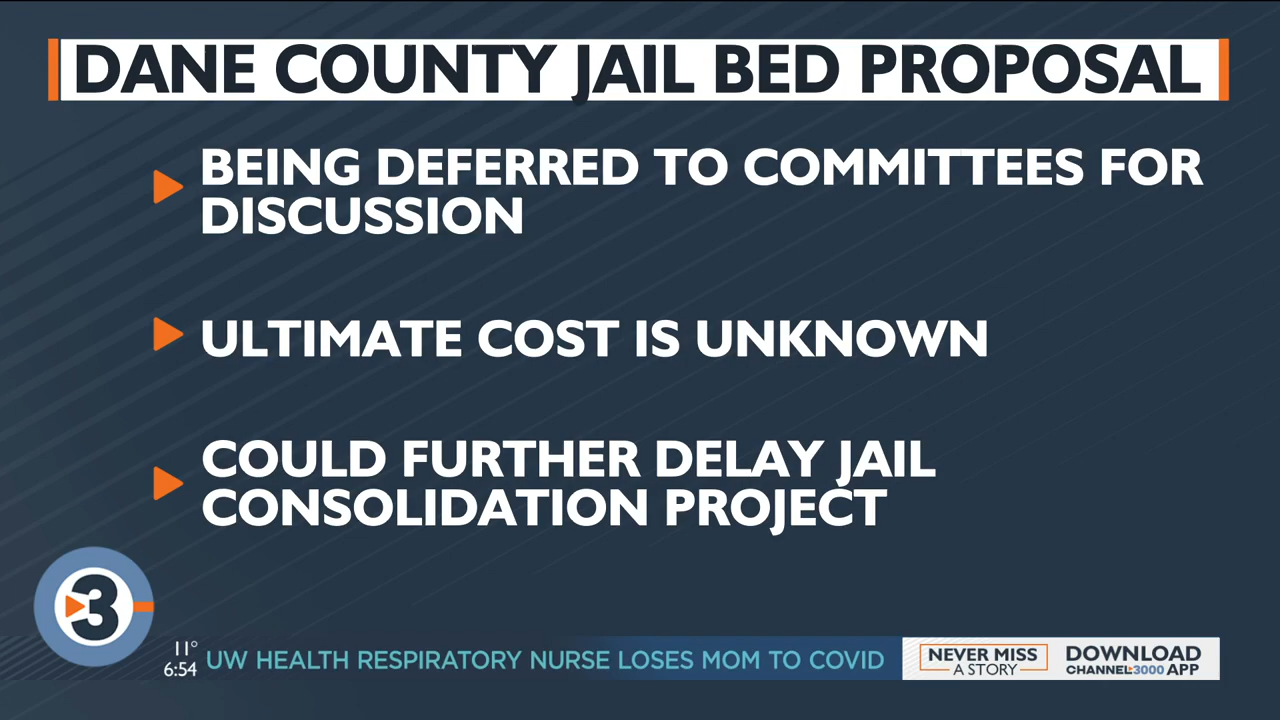 DANE COUNTY JAIL BED PROPOSAL
BEING DEFERRED TO COMMITTEES FOR
DISCUSSION
ULTIMATE COST IS UNKNOWN
COULD FURTHER DELAY JAIL
CONSOLIDATION PROJECT
3
11°
6:54
UW HEALTH RESPIRATORY NURSE LOSES MOM TO COVID
NEVER MISS
A STORY
DOWNLOAD
CHANNEL3000 APP